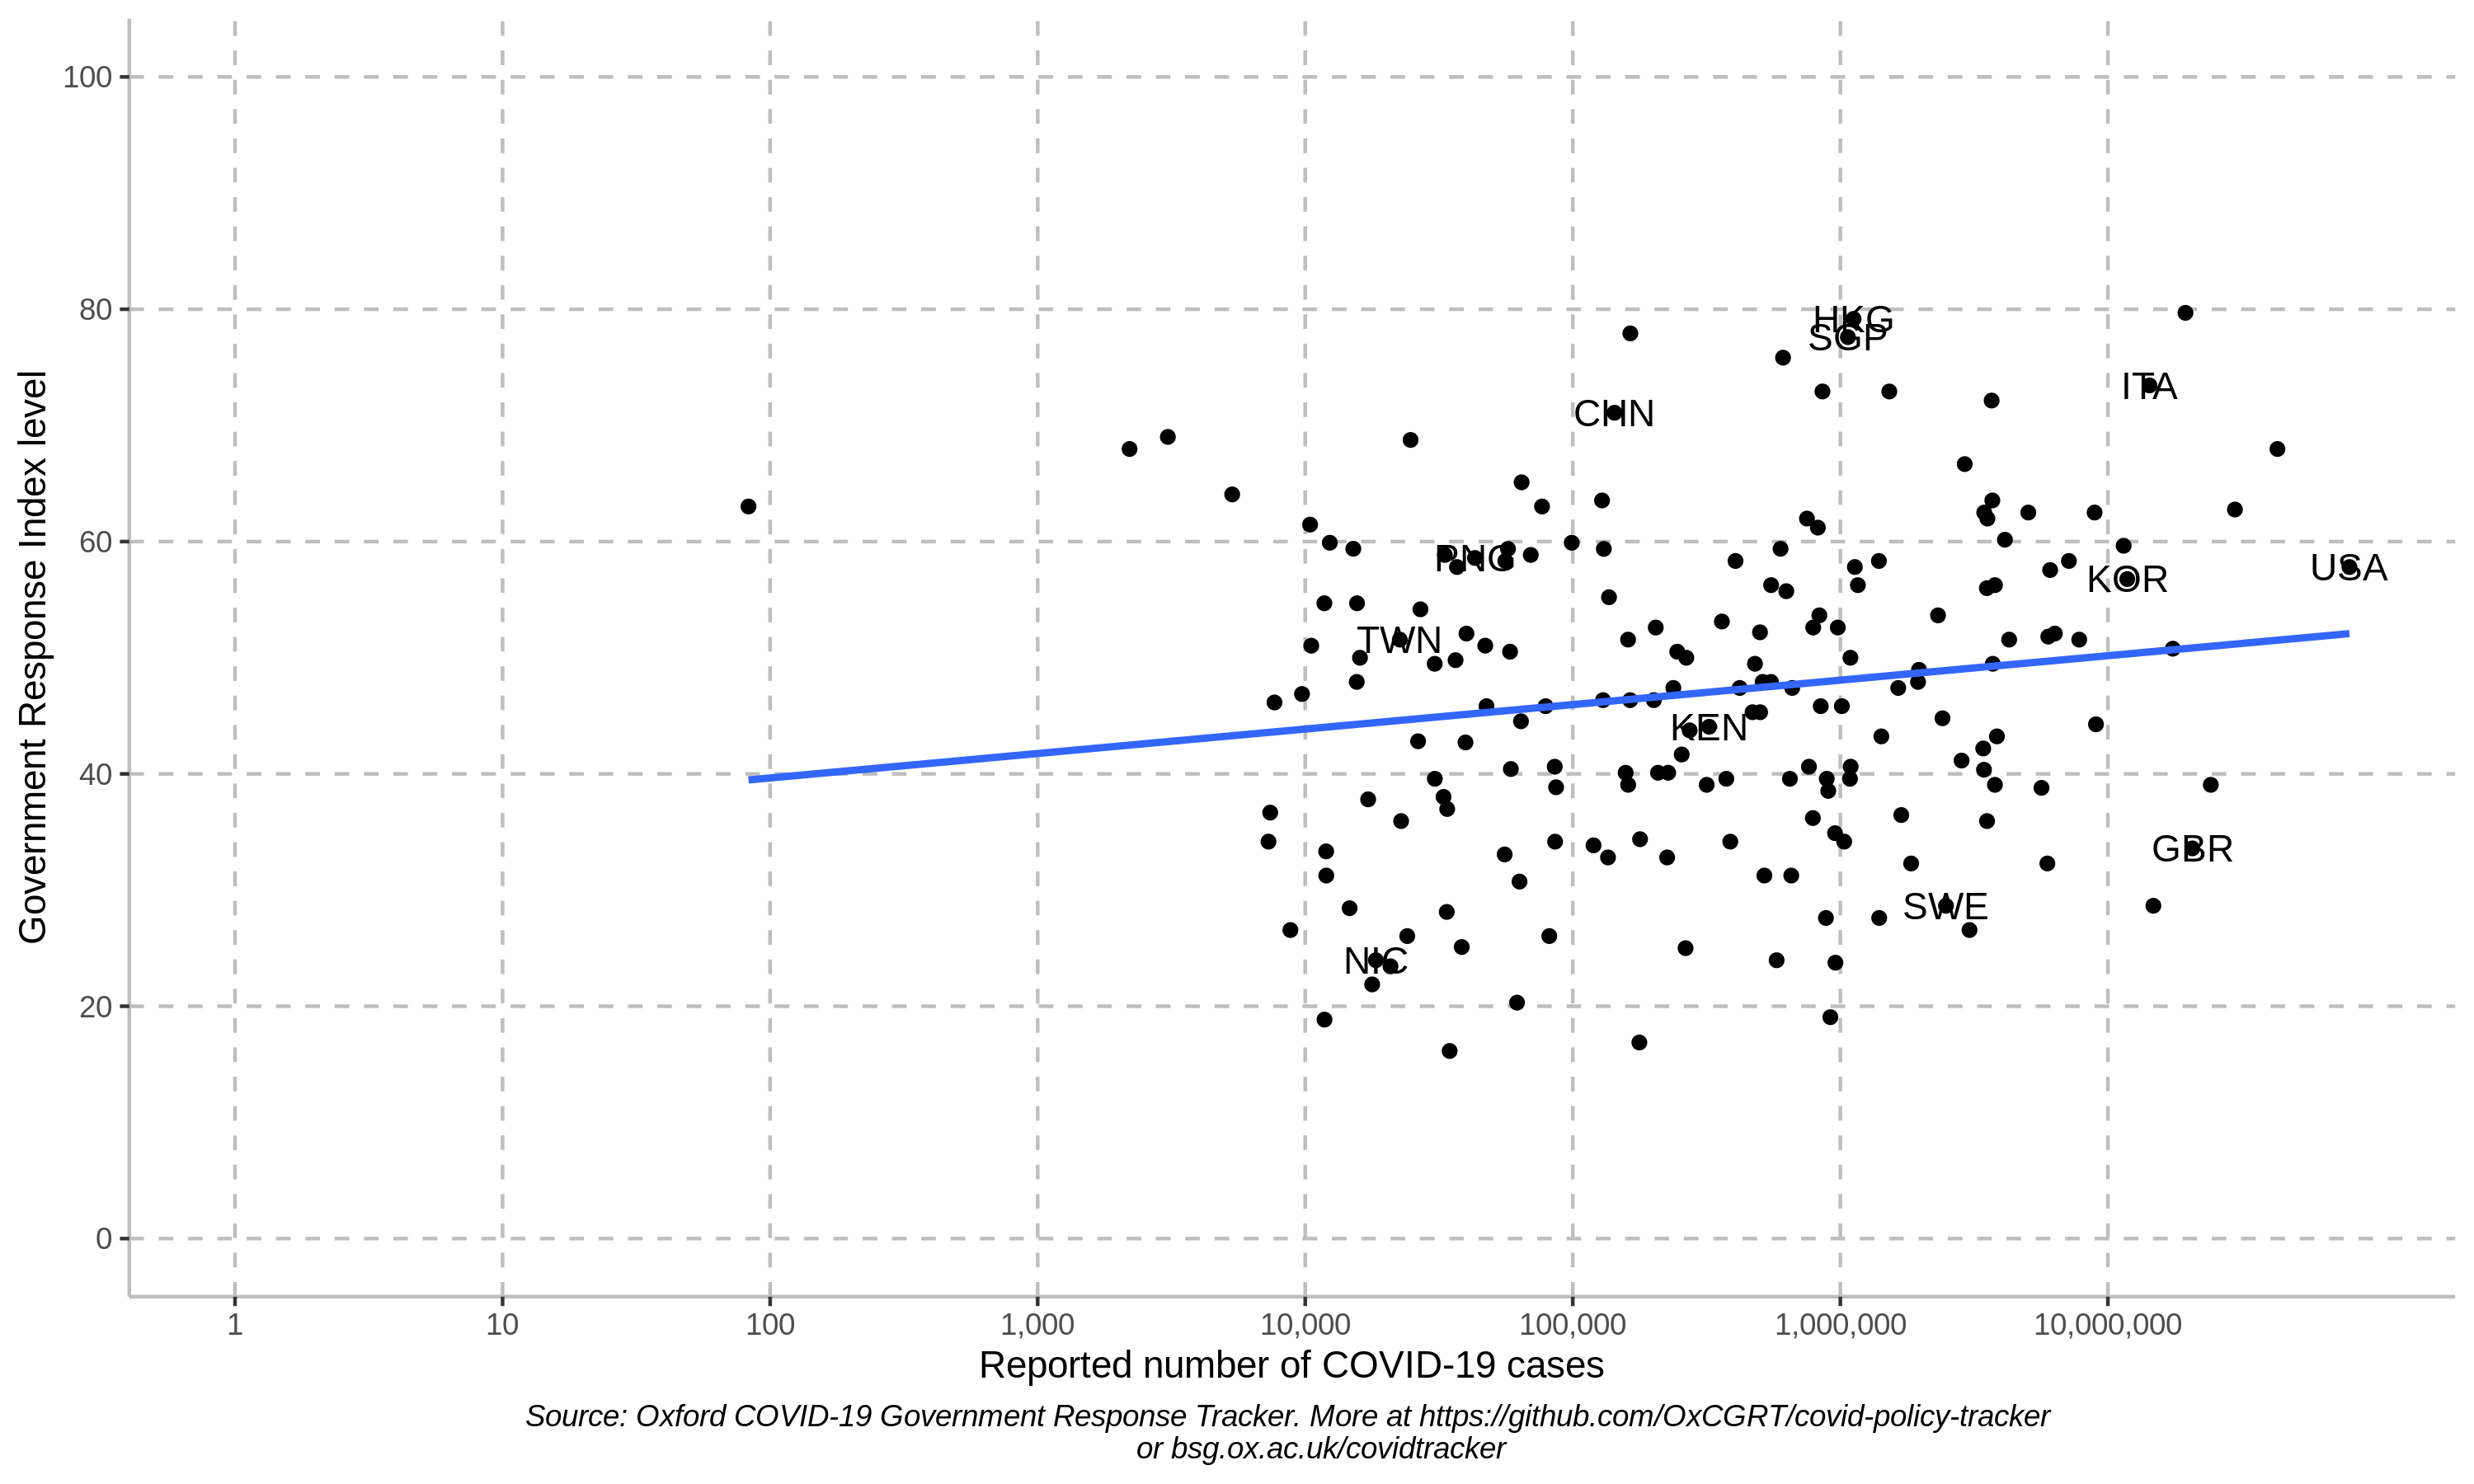 Government Response Index level
100
80
60
40
20
0
HKG
SGP
ITA
CHN
PNG
USA
KOR
TWN
KEN
GBR
SWE
NIC
1 10 100 1,000 10,000 100,000 1,000,000 10,000,000
Reported number of COVID-19 cases
Source: Oxford COVID-19 Government Response Tracker. More at https://github.com/OxCGRT/covid-policy-tracker
or bsg.ox.ac.uk/covidtracker